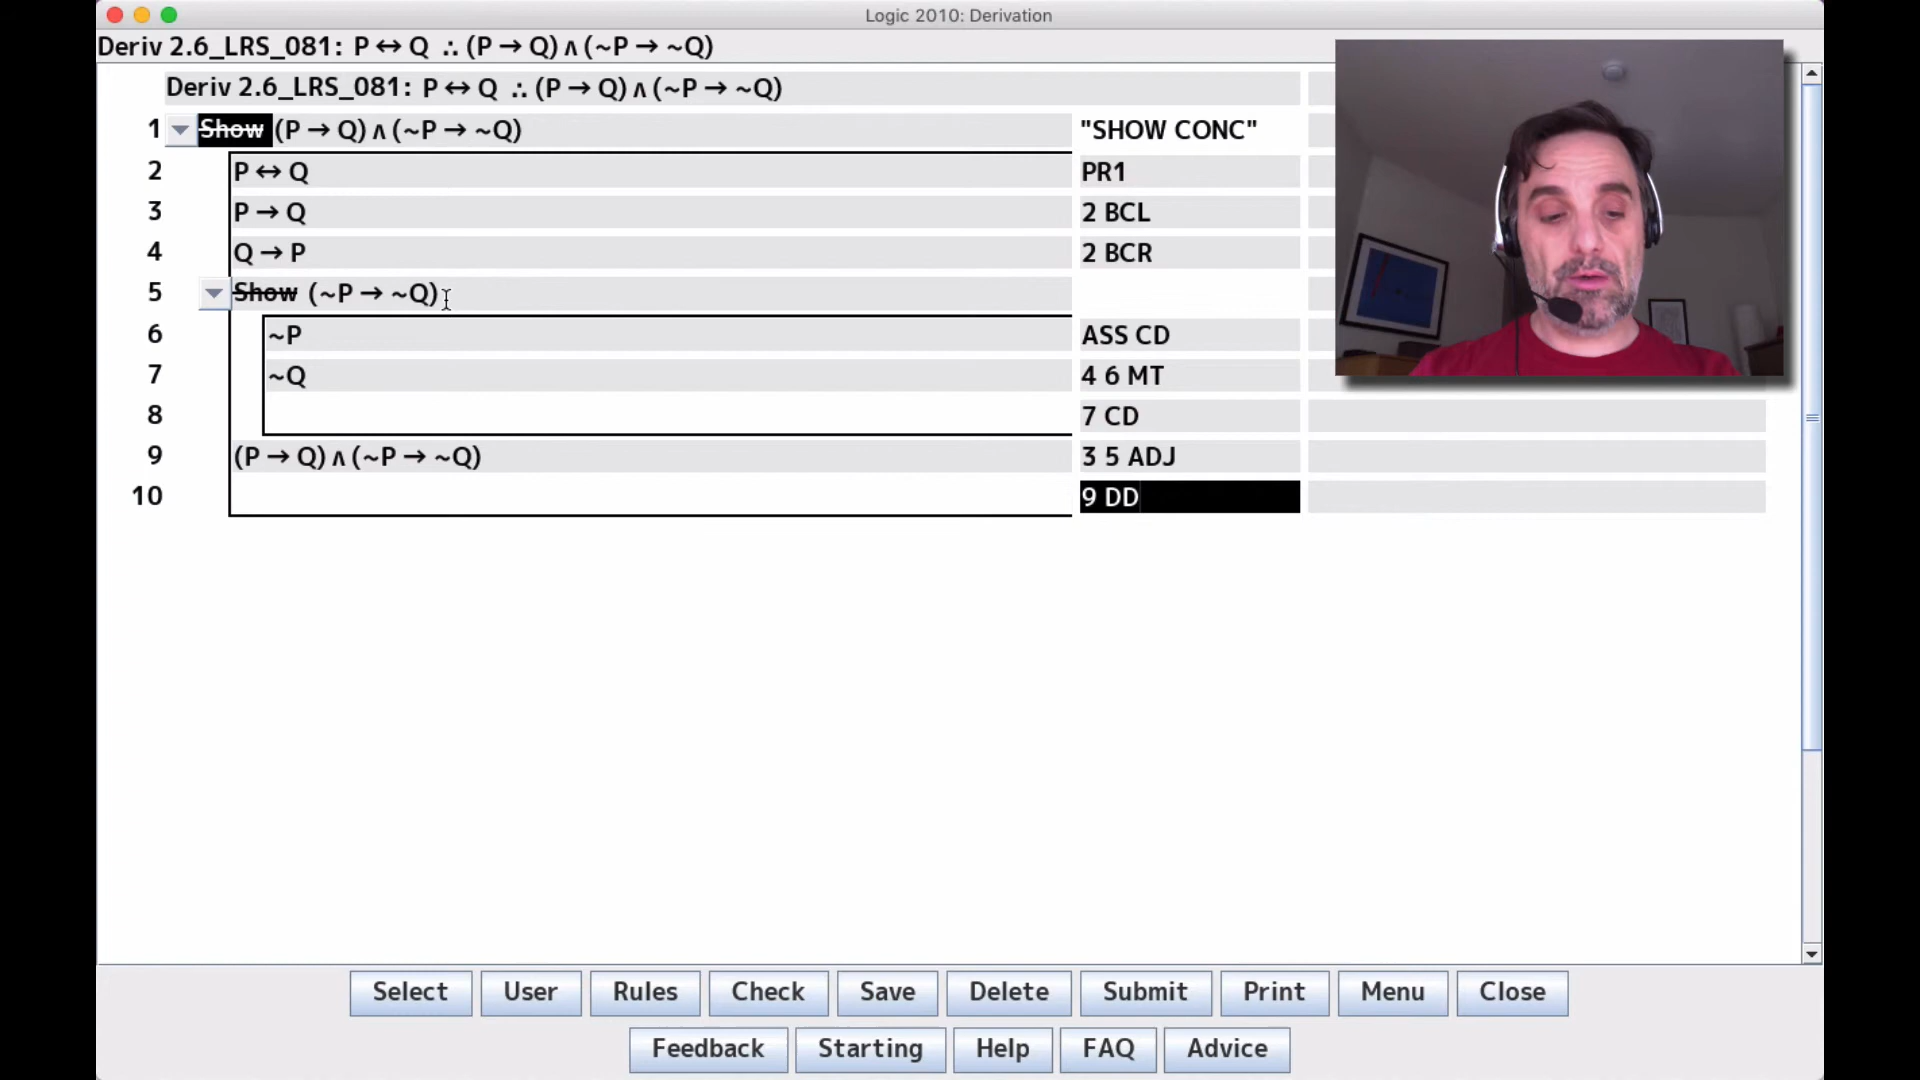 Logic 2010: Derivation
Deriv 2.6_LRS_081: P ↔ Q ∴ (P → Q) ∧ (~P → ~Q)
Deriv 2.6_LRS_081: P ↔ Q ∴ (P → Q) ∧ (~P → ~Q)
1 Show (P → Q) ∧ (~P → ~Q) "SHOW CONC"
2 P ↔ Q PR1
3 P → Q 2 BCL
4 Q → P 2 BCR
5 Show (~P → ~Q)
6 ~P ASS CD
7 ~Q 4 6 MT
8 7 CD
9 (P → Q) ∧ (~P → ~Q) 3 5 ADJ
10 9 DD
Select User Rules Check Save Delete Submit Print Menu Close
Feedback Starting Help FAQ Advice